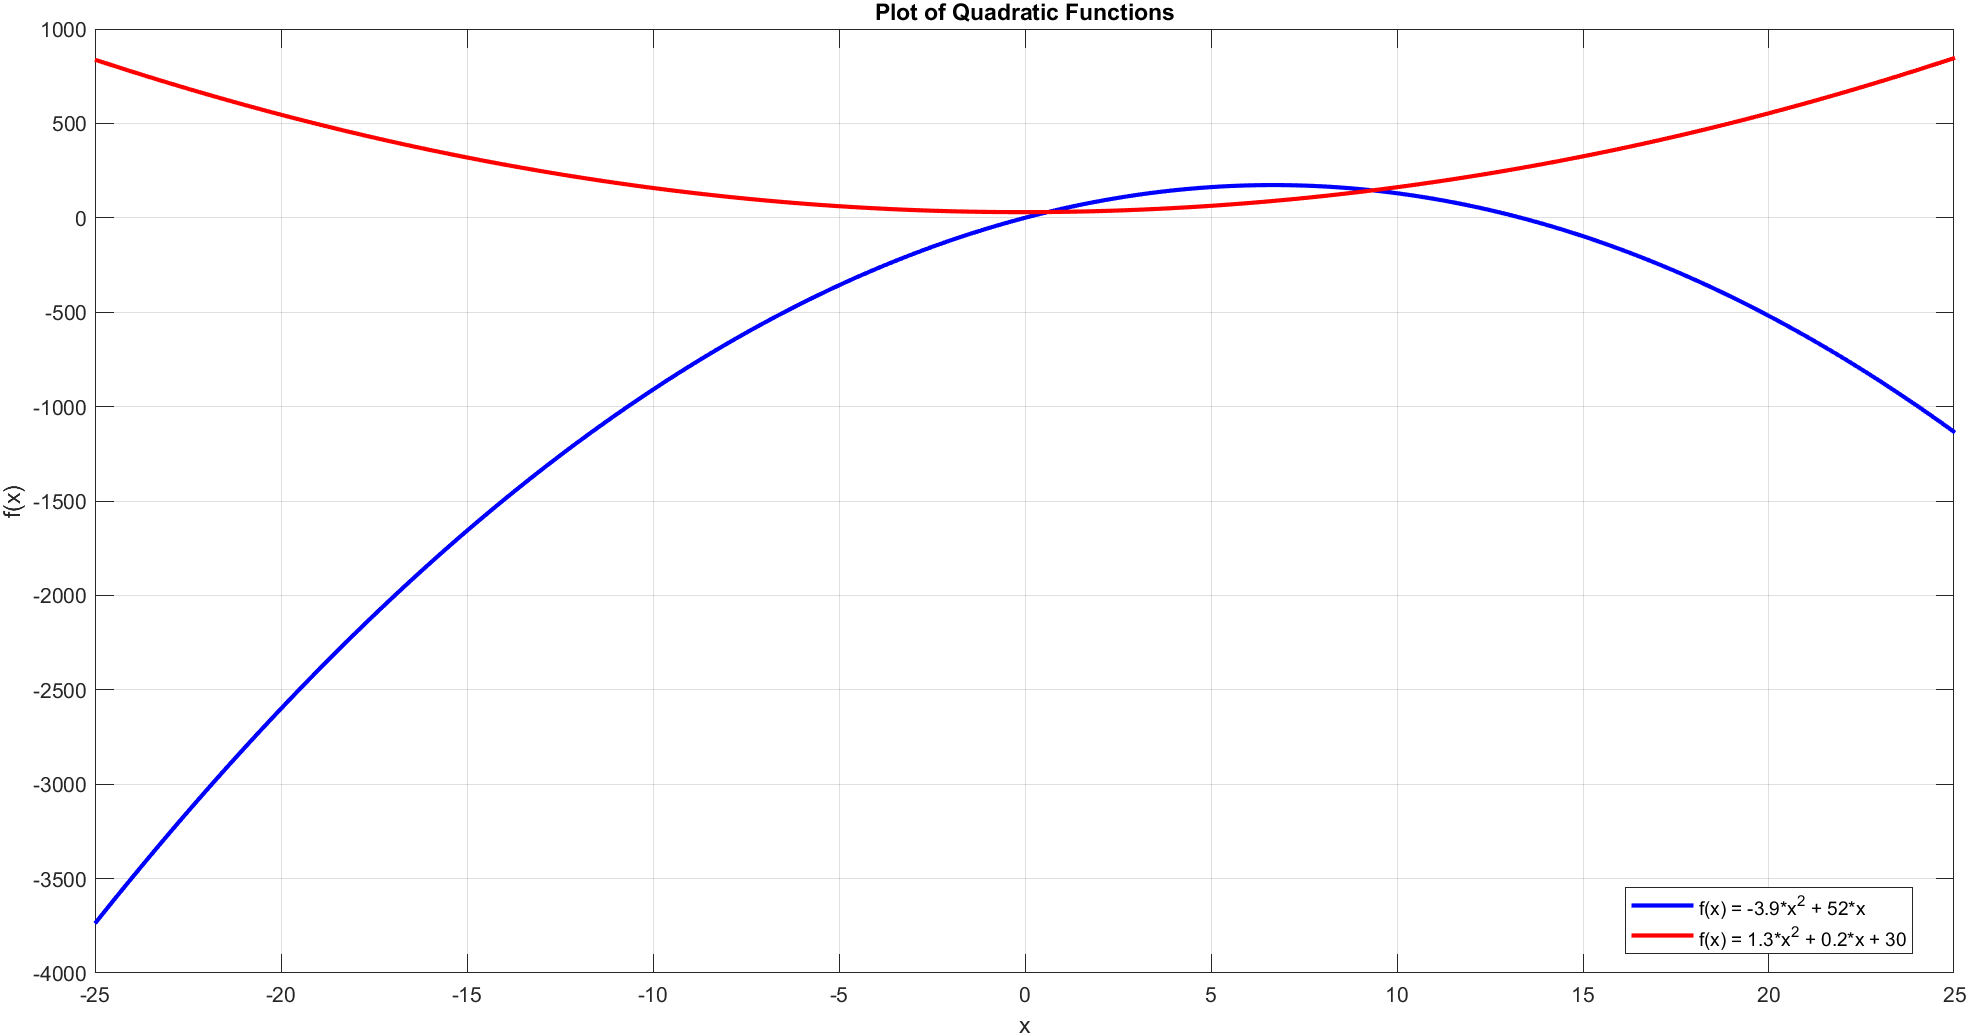 Plot of Quadratic Functions
1000
500
0
-500
-1000
-1500
-2000
-2500
-3000
-3500
-4000
f(x)
-25 -20 -15 -10 -5 0 5 10 15 20 25
x
f(x) = -3.9*x² + 52*x
f(x) = 1.3*x² + 0.2*x + 30